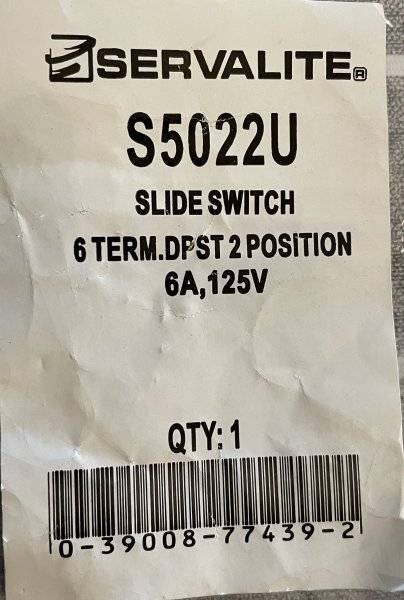 SERVALITE®
S5022U
SLIDE SWITCH
6 TERM.DPST 2 POSITION
6A,125V
QTY: 1
0-39008-77439-2